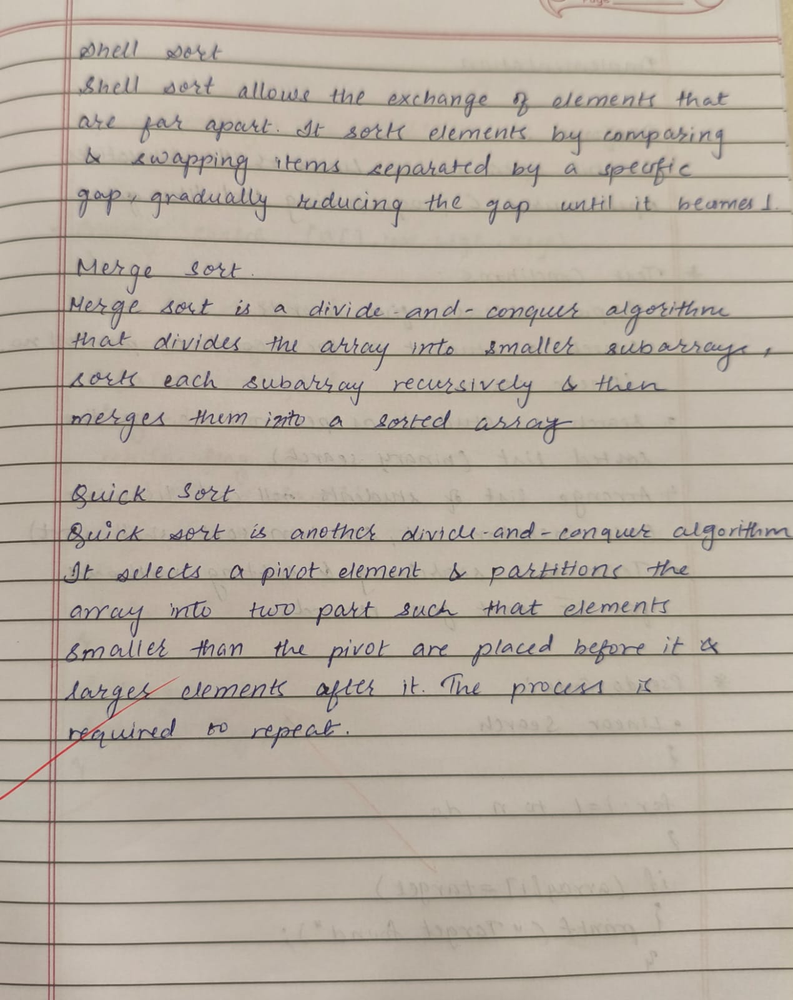 Page
Shell sort
Shell sort allows the exchange of elements that
are far apart. It sorts elements by comparing
& swapping items separated by a specific
gap, gradually reducing the gap until it becames 1.
Merge sort.
Merge sort is a divide-and-conquer algorithm
that divides the array into smaller subarrays,
sorts each subarray recursively & then
merges them into a sorted array
Quick Sort
Quick sort is another divide-and-conquer algorithm
It selects a pivot element & partitions the
array into two part such that elements
smaller than the pivot are placed before it &
larger elements after it. The process is
required to repeat.